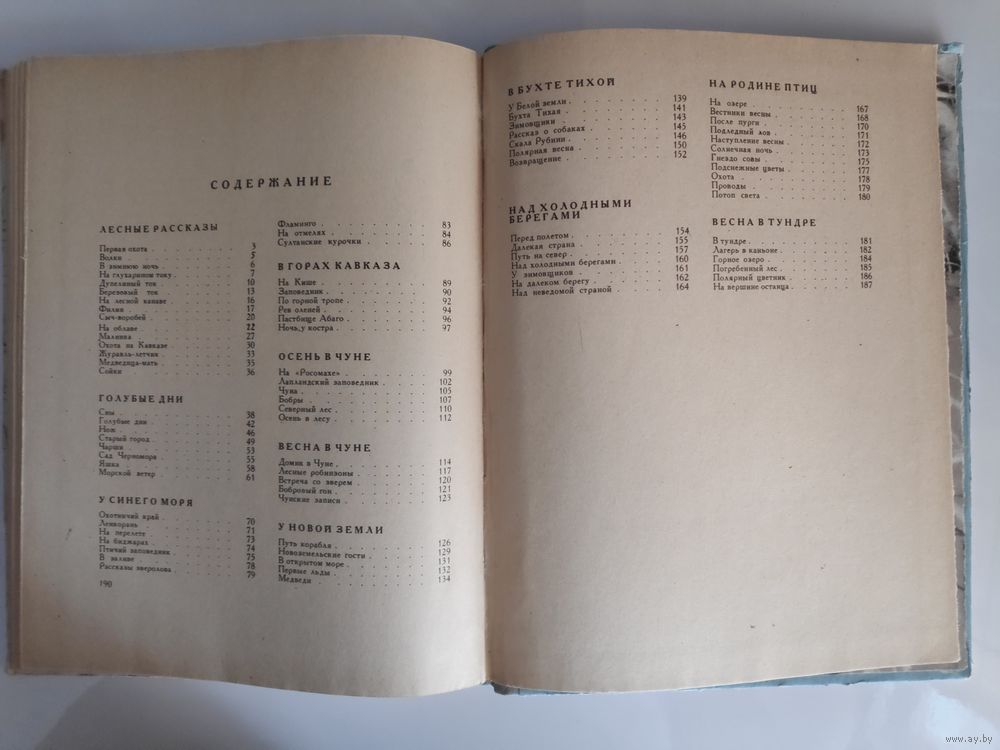 СОДЕРЖАНИЕ
ЛЕСНЫЕ РАССКАЗЫ
Первая охота 3
Волки 5
В зимнюю ночь 6
На глухарином току 7
Дупелиный ток 10
Березовый ток 13
На лесной канаве 16
Филин 17
Сыч-воробей 20
На облаве 22
Малинка 27
Охота на Кавказе 30
Журавль-летчик 33
Медведица-мать 35
Сойки 36
ГОЛУБЫЕ ДНИ
Сны 38
Голубые дни 42
Нож 46
Старый город 49
Чарши 53
Сад Черномора 55
Яшка 58
Морской ветер 61
У СИНЕГО МОРЯ
Охотничий край 70
Ленкорань 71
На перелете 73
На биджарах 74
Птичий заповедник 75
В заливе 78
Рассказы зверолова 79
190
Фламинго 83
На отмелях 84
Султанские курочки 86
В ГОРАХ КАВКАЗА
На Кише 89
Заповедник 90
По горной тропе 92
Рев оленей 94
Пастбище Абаго 96
Ночь у костра 97
ОСЕНЬ В ЧУНЕ
На «Росомахе» 99
Лапландский заповедник 102
Чуна 105
Бобры 107
Северный лес 110
Осень в лесу 112
ВЕСНА В ЧУНЕ
Домик в Чуне 114
Лесные робинзоны 117
Встреча со зверем 120
Бобровый гон 121
Чунские записи 123
У НОВОЙ ЗЕМЛИ
Путь корабля 126
Новоземельские гости 129
В открытом море 131
Первые льды 132
Медведи 134
В БУХТЕ ТИХОЙ
У Белой земли 139
Бухта Тихая 141
Зимовщики 143
Рассказ о собаках 145
Скала Рубини 146
Полярная весна 150
Возвращение 152
НАД ХОЛОДНЫМИ
БЕРЕГАМИ
Перед полетом 154
Далекая страна 155
Путь на север 157
Над холодными берегами 160
У зимовщиков 161
На далеком берегу 162
Над неведомой страной 164
НА РОДИНЕ ПТИЦ
На озере 167
Вестники весны 168
После пурги 170
Подледный лов 171
Наступление весны 172
Солнечная ночь 173
Гнездо совы 175
Подснежные цветы 177
Охота 178
Проводы 179
Потоп света 180
ВЕСНА В ТУНДРЕ
В тундре 181
Лагерь в каньоне 182
Горное озеро 184
Погребенный лес 185
Полярный цветник 186
На вершине останца 187
www.ay.by